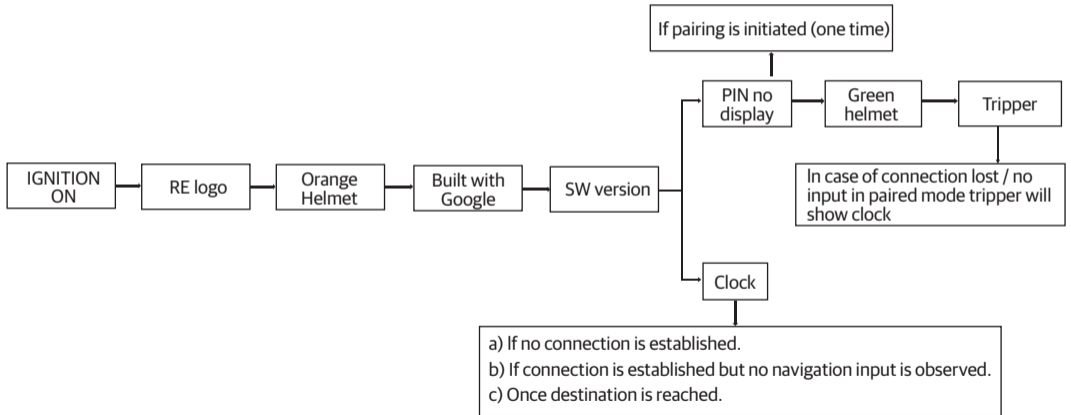 If pairing is initiated (one time)
PIN no
display
Green
helmet
Tripper
IGNITION
ON
RE logo
Orange
Helmet
Built with
Google
SW version
In case of connection lost / no
input in paired mode tripper will
show clock
Clock
a) If no connection is established.
b) If connection is established but no navigation input is observed.
c) Once destination is reached.